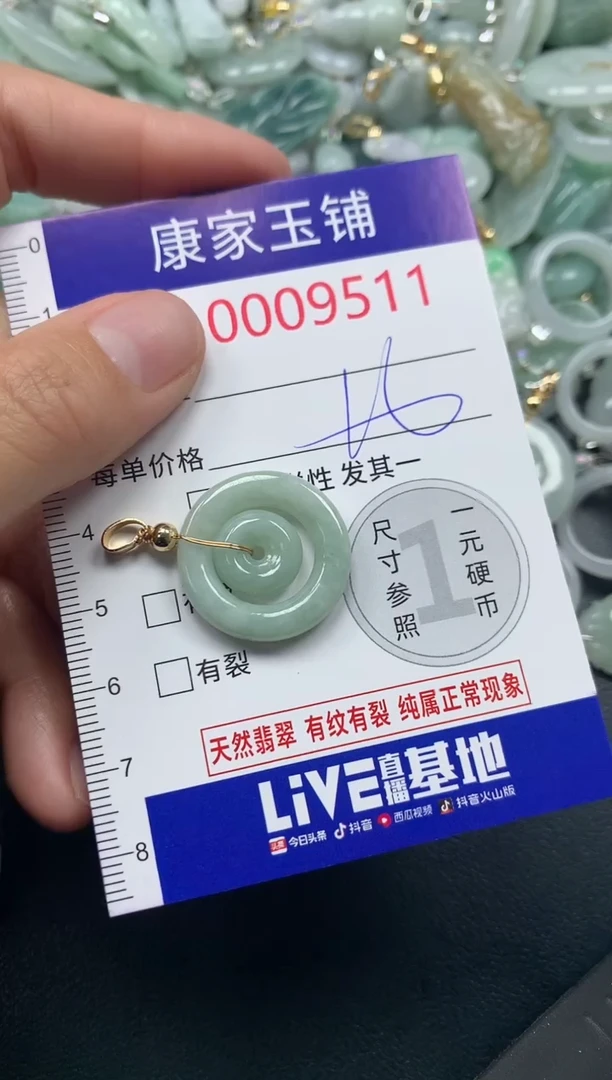 0
康家玉铺
1
0009511
每单价格
性 发其一
4
尺寸参照
1
一元硬币
5
6
有裂
天然翡翠 有纹有裂 纯属正常现象
7
LiVE直播基地
头条 今日头条 抖音 西瓜视频 抖音火山版
8